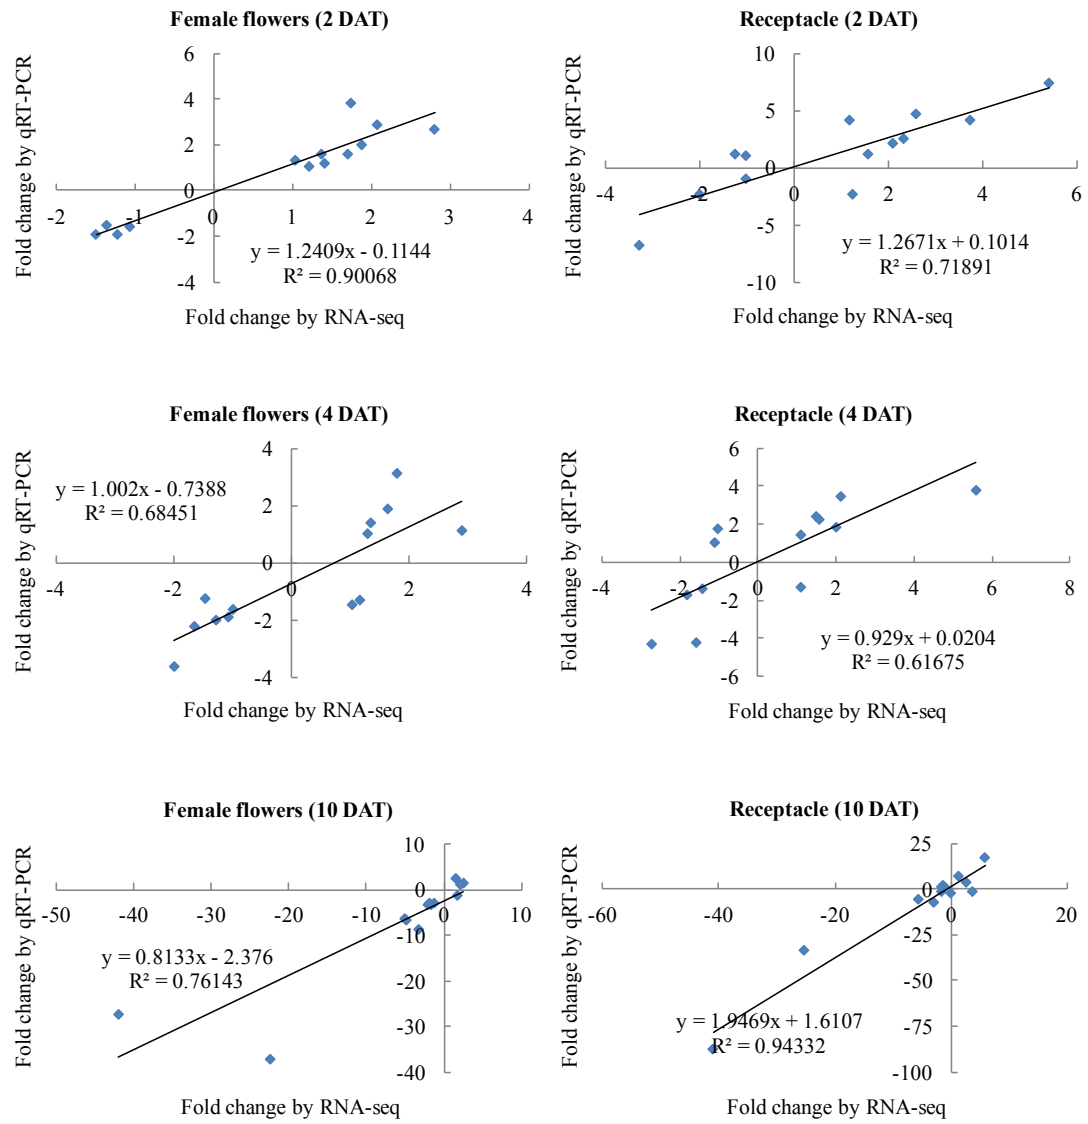 Female flowers (2 DAT)
Fold change by qRT-PCR
6
4
2
0
-2
-4
-2
-1
0
1
2
3
4
y = 1.2409x - 0.1144
R² = 0.90068
Fold change by RNA-seq
Receptacle (2 DAT)
Fold change by qRT-PCR
10
5
0
-5
-10
-4
-2
0
2
4
6
y = 1.2671x + 0.1014
R² = 0.71891
Fold change by RNA-seq
Female flowers (4 DAT)
Fold change by qRT-PCR
4
2
0
-2
-4
-4
-2
0
2
4
y = 1.002x - 0.7388
R² = 0.68451
Fold change by RNA-seq
Receptacle (4 DAT)
Fold change by qRT-PCR
6
4
2
0
-2
-4
-6
-4
-2
0
2
4
6
8
y = 0.929x + 0.0204
R² = 0.61675
Fold change by RNA-seq
Female flowers (10 DAT)
Fold change by qRT-PCR
10
0
-10
-20
-30
-40
-50
-40
-30
-20
-10
0
10
y = 0.8133x - 2.376
R² = 0.76143
Fold change by RNA-seq
Receptacle (10 DAT)
Fold change by qRT-PCR
25
0
-25
-50
-75
-100
-60
-40
-20
0
20
y = 1.9469x + 1.6107
R² = 0.94332
Fold change by RNA-seq